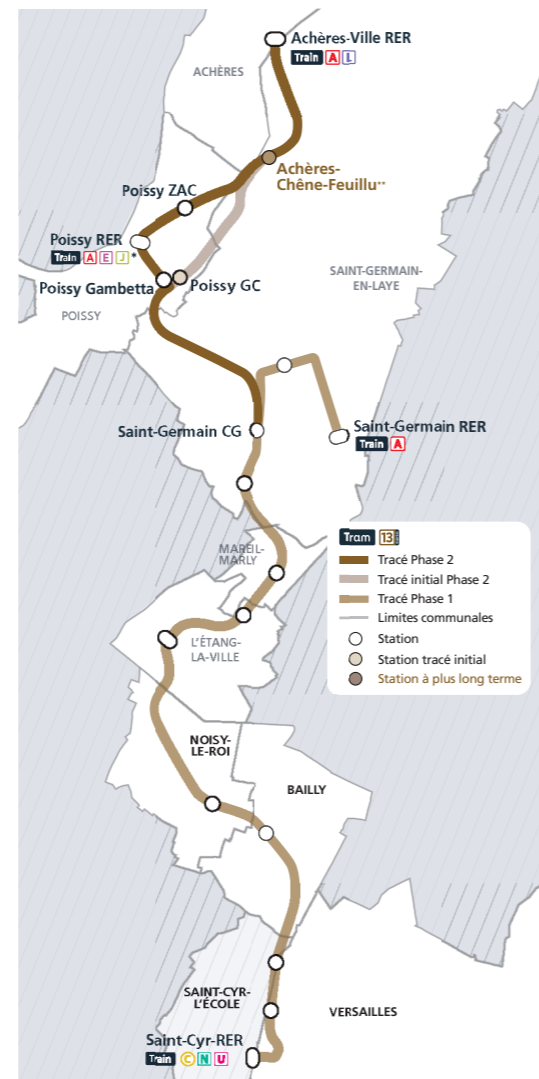 Achères-Ville RER
Train A L
ACHÈRES
Achères-
Chêne-Feuillu**
Poissy ZAC
Poissy RER
Train A E J *
Poissy Gambetta
Poissy GC
POISSY
SAINT-GERMAIN-
EN-LAYE
Saint-Germain CG
Saint-Germain RER
Train A
Tram 13
Tracé Phase 2
Tracé initial Phase 2
Tracé Phase 1
Limites communales
Station
Station tracé initial
Station à plus long terme
MAREIL-
MARLY
L'ÉTANG-
LA-VILLE
NOISY-
LE-ROI
BAILLY
SAINT-CYR-
L'ÉCOLE
VERSAILLES
Saint-Cyr-RER
Train C N U